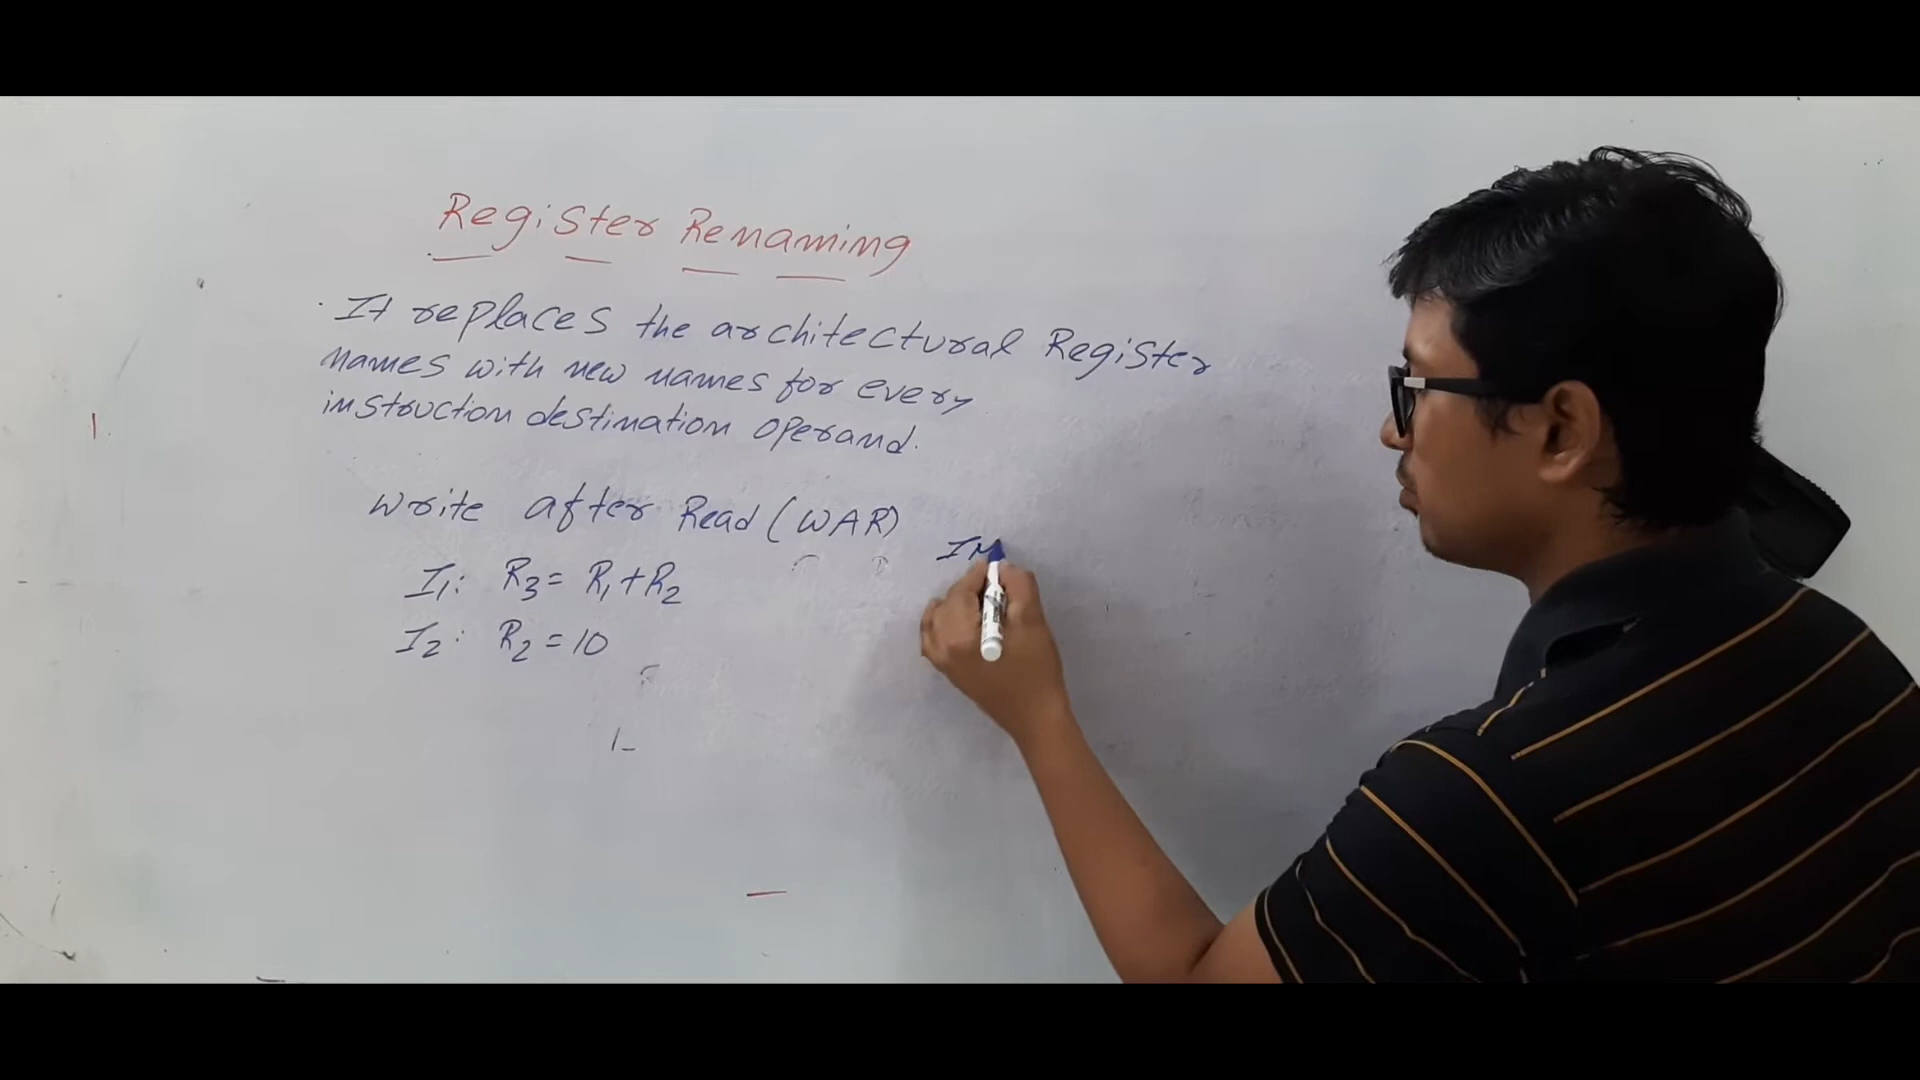 Register Renaming
. It replaces the architectural Register
names with new names for every
instruction destination operand.
Write after Read (WAR)
I1: R3 = R1 + R2
I2: R2 = 10